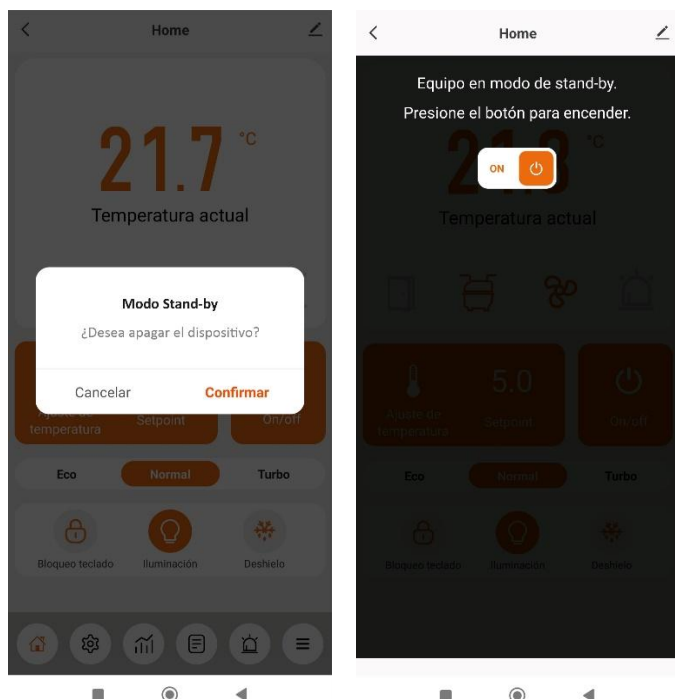 Home
21.7 °C
Temperatura actual
Modo Stand-by
¿Desea apagar el dispositivo?
Cancelar Confirmar
Ajuste de
temperatura
Setpoint
On/off
Eco Normal Turbo
Bloqueo teclado Iluminación Deshielo
Home
Equipo en modo de stand-by.
Presione el botón para encender.
ON
°C
Temperatura actual
Ajuste de
temperatura
5.0
Setpoint
On/off
Eco Normal Turbo
Bloqueo teclado Iluminación Deshielo